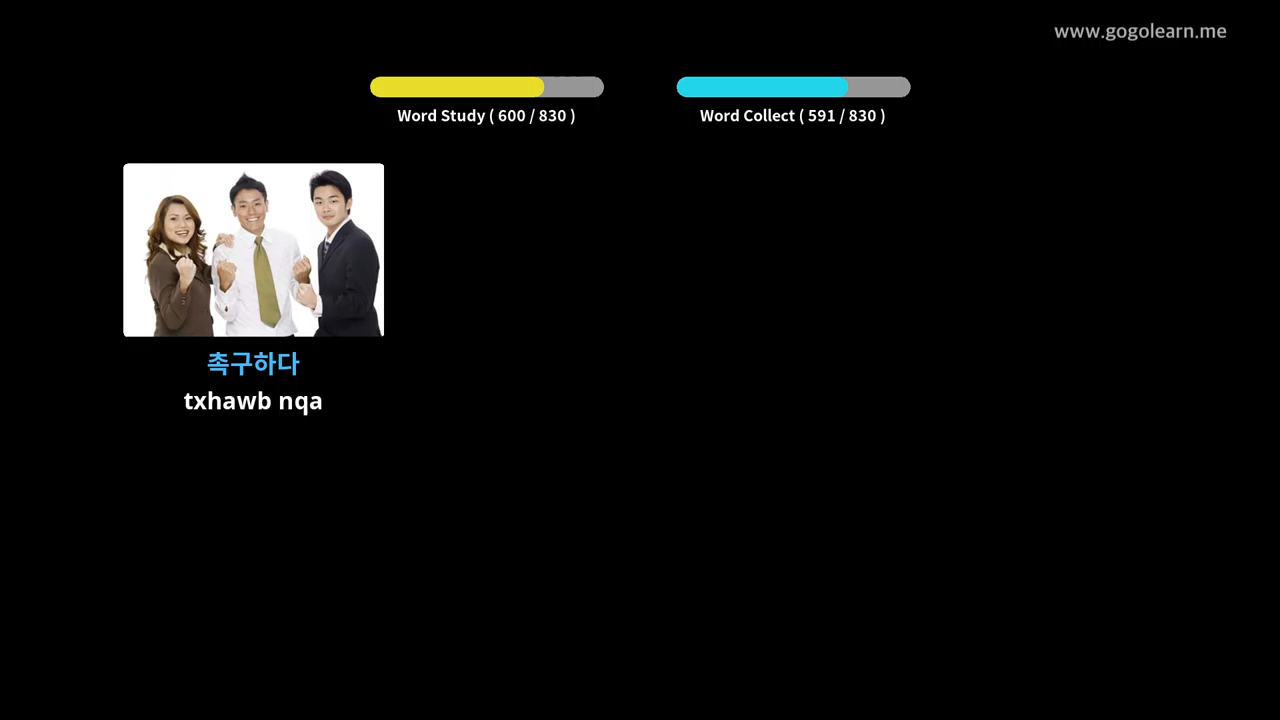 www.gogolearn.me
Word Study ( 600 / 830 )
Word Collect ( 591 / 830 )
촉구하다
txhawb nqa